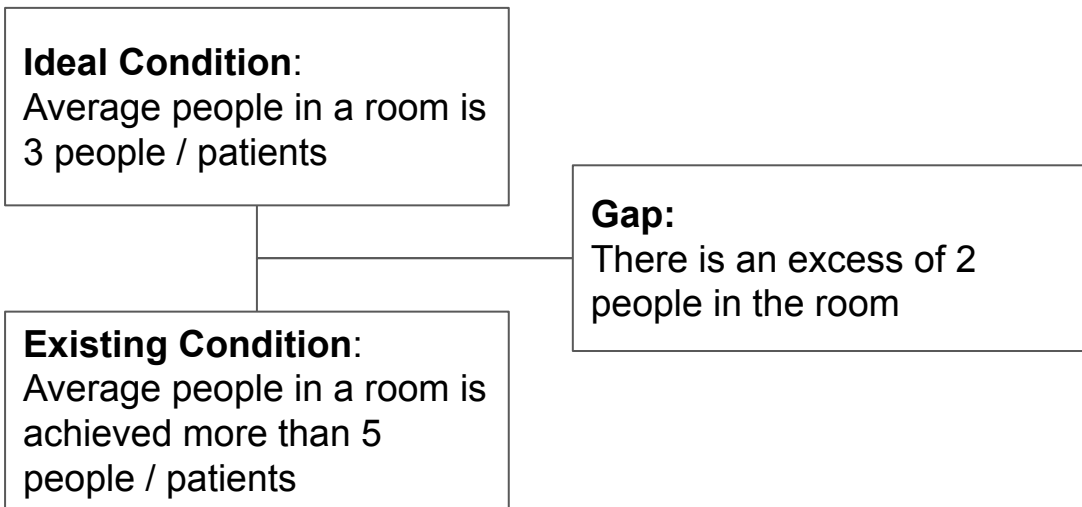 Ideal Condition:
Average people in a room is
3 people / patients
Gap:
There is an excess of 2
people in the room
Existing Condition:
Average people in a room is
achieved more than 5
people / patients